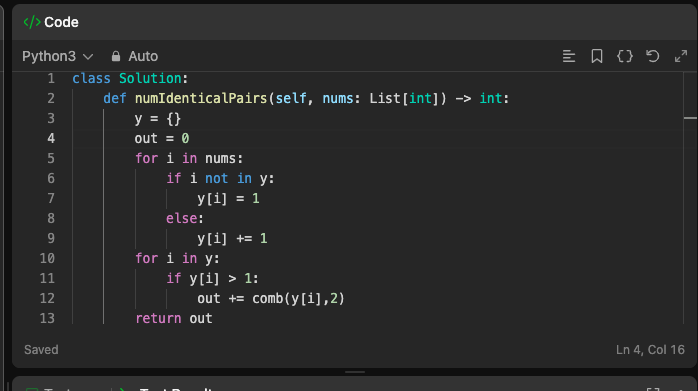 </> Code
Python3 Auto
1 class Solution:
2     def numIdenticalPairs(self, nums: List[int]) -> int:
3         y = {}
4         out = 0
5         for i in nums:
6             if i not in y:
7                 y[i] = 1
8             else:
9                 y[i] += 1
10         for i in y:
11             if y[i] > 1:
12                 out += comb(y[i],2)
13         return out
Saved Ln 4, Col 16